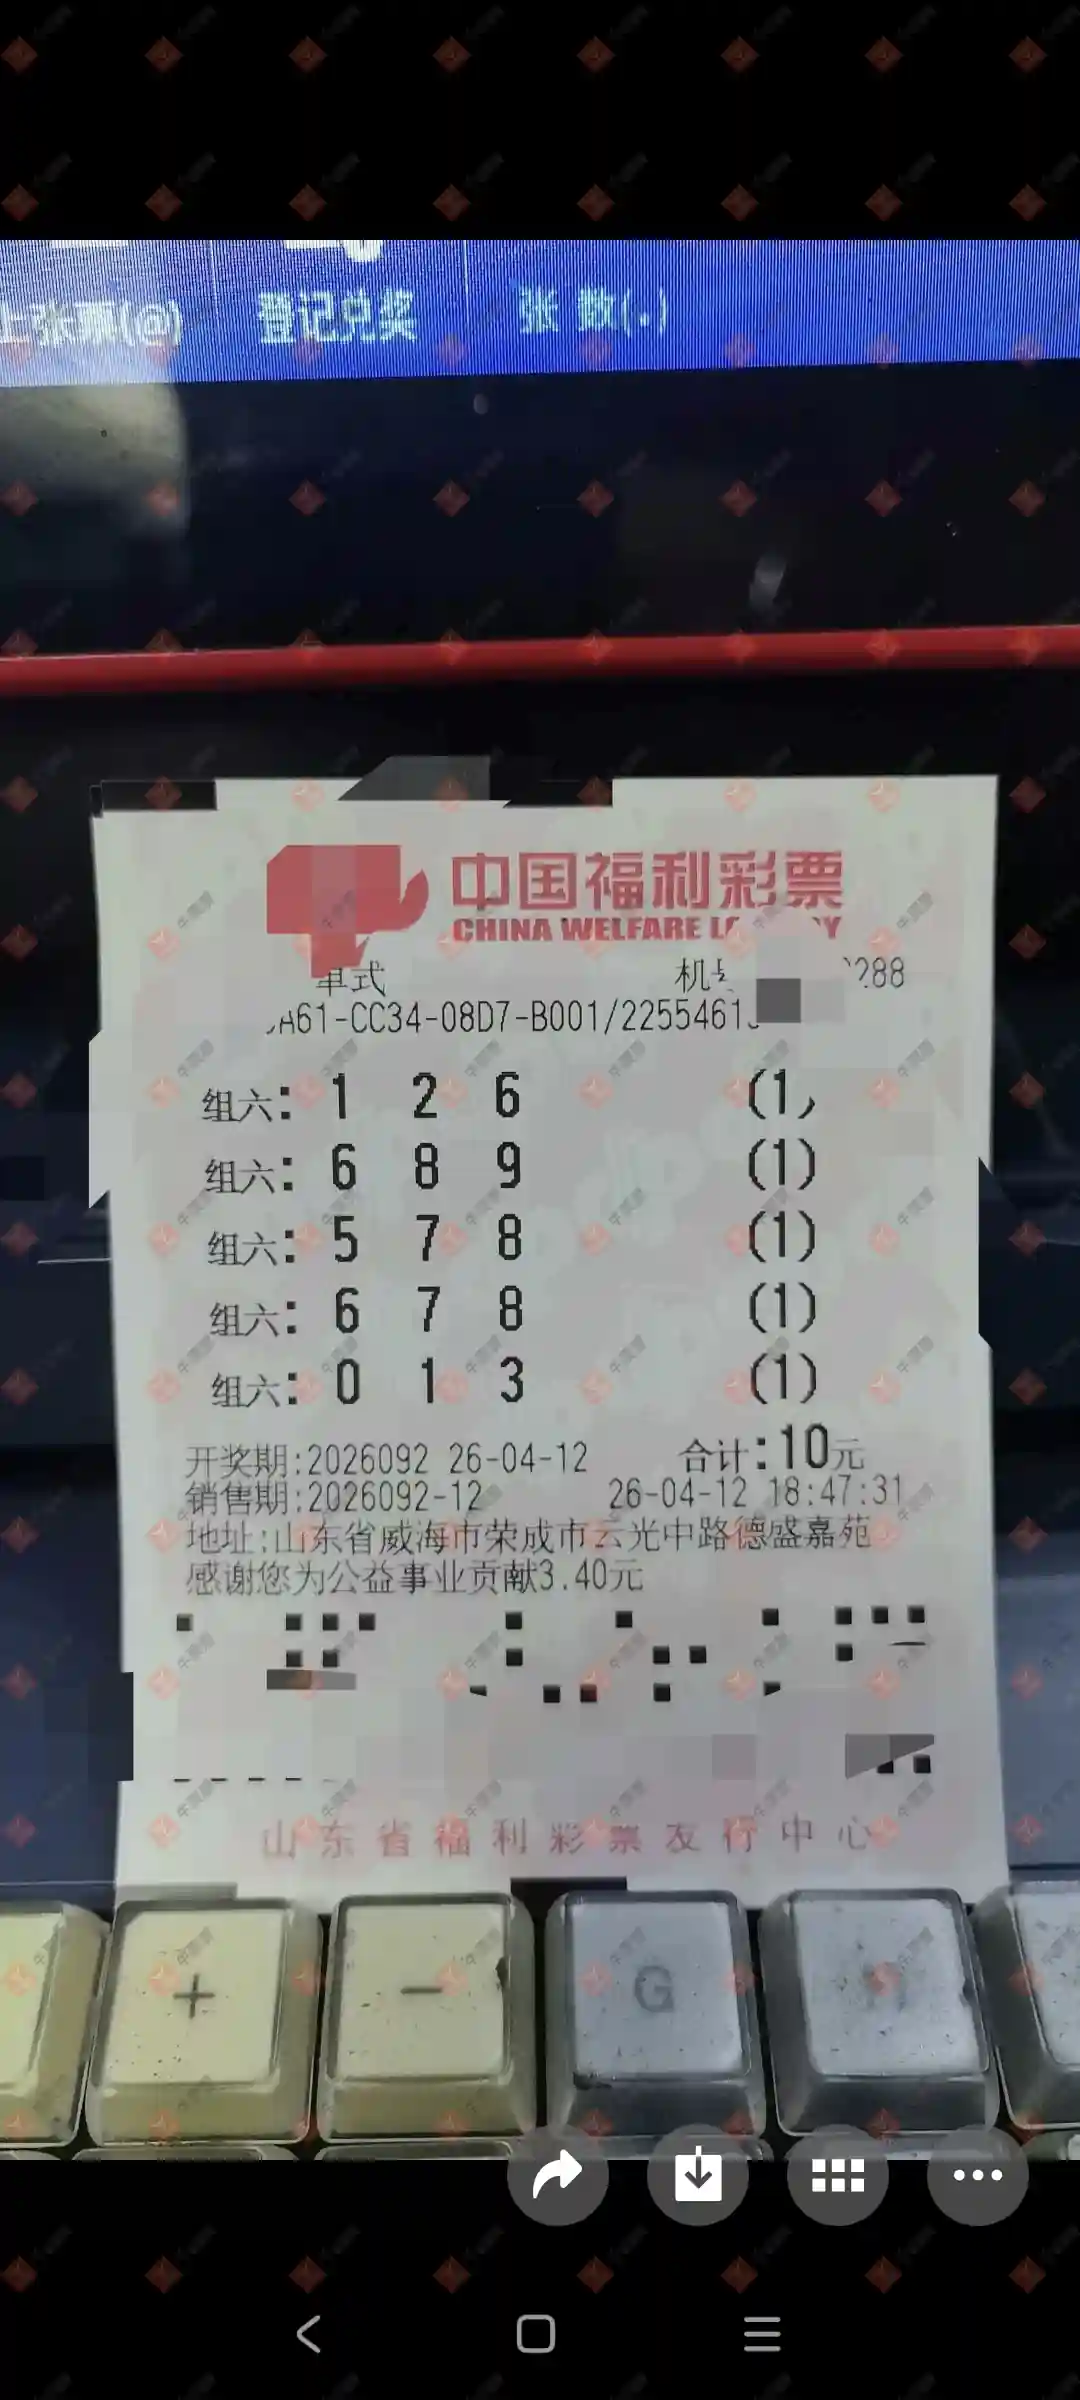 上张票(@) 登记兑奖 张 数(.)
中国福利彩票
CHINA WELFARE
单式 机号 288
A61-CC34-08D7-B001/2255461
组六: 1 2 6 (1)
组六: 6 8 9 (1)
组六: 5 7 8 (1)
组六: 6 7 8 (1)
组六: 0 1 3 (1)
开奖期:2026092 26-04-12 合计:10元
销售期:2026092-12 26-04-12 18:47:31
地址:山东省威海市荣成市云光中路德盛嘉苑
感谢您为公益事业贡献3.40元
山东省福利彩票发行中心
+ - G